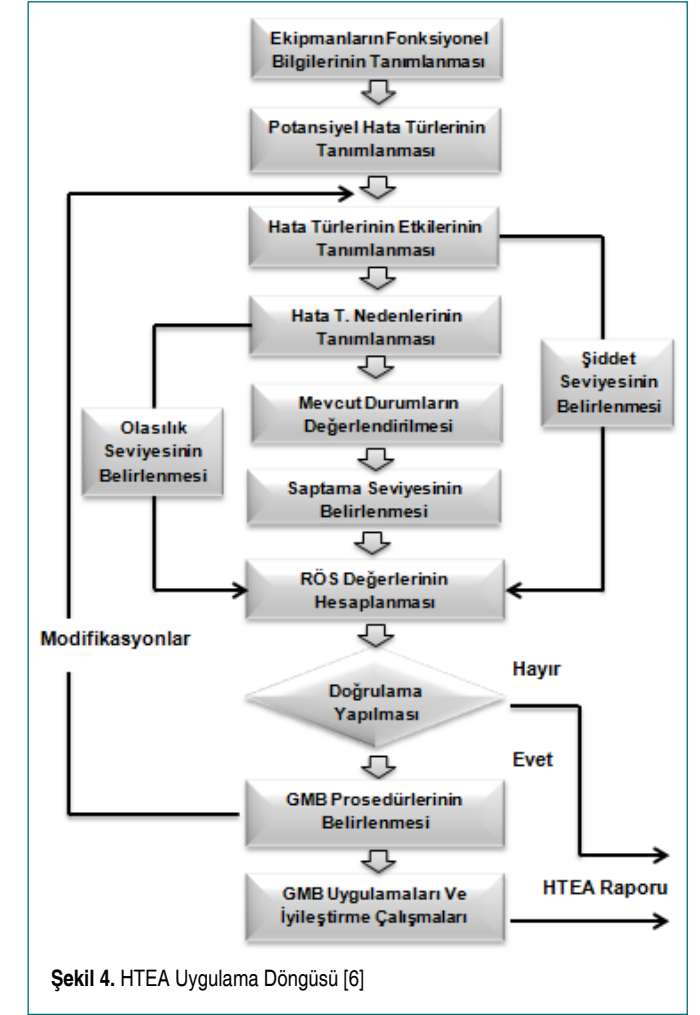 Ekipmanların Fonksiyonel
Bilgilerinin Tanımlanması
Potansiyel Hata Türlerinin
Tanımlanması
Hata Türlerinin Etkilerinin
Tanımlanması
Hata T. Nedenlerinin
Tanımlanması
Şiddet
Seviyesinin
Belirlenmesi
Mevcut Durumların
Değerlendirilmesi
Olasılık
Seviyesinin
Belirlenmesi
Saptama Seviyesinin
Belirlenmesi
RÖS Değerlerinin
Hesaplanması
Modifikasyonlar
Doğrulama
Yapılması
Hayır
Evet
GMB Prosedürlerinin
Belirlenmesi
GMB Uygulamaları Ve
İyileştirme Çalışmaları
HTEA Raporu
Şekil 4. HTEA Uygulama Döngüsü [6]